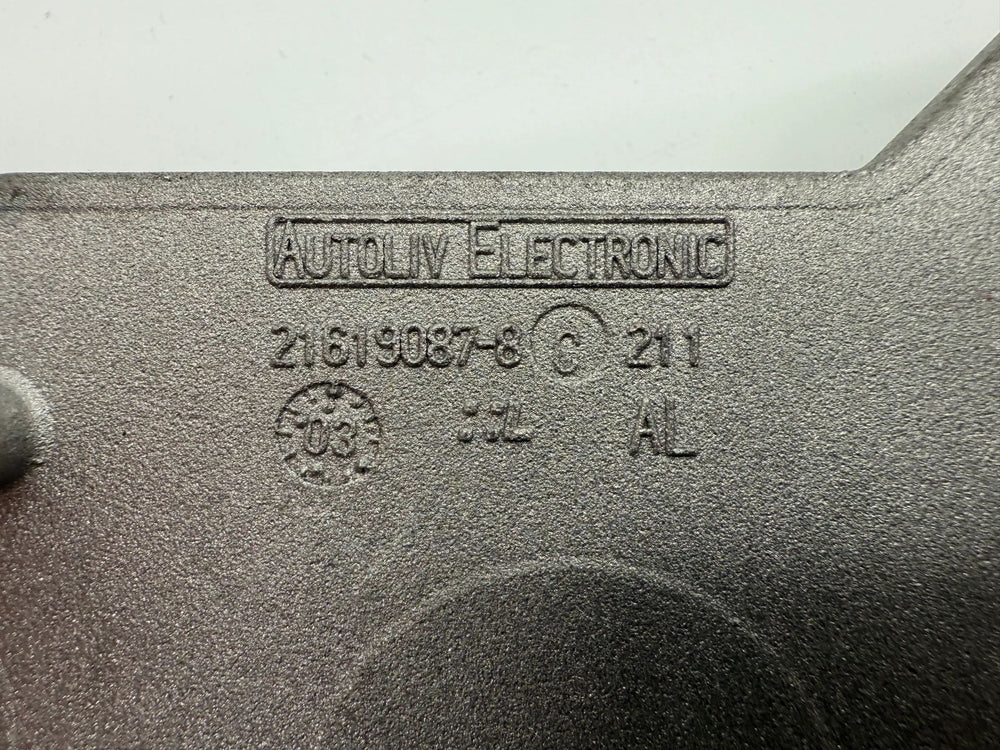 AUTOLIV ELECTRONIC
21619087-8 C 211
03 AL